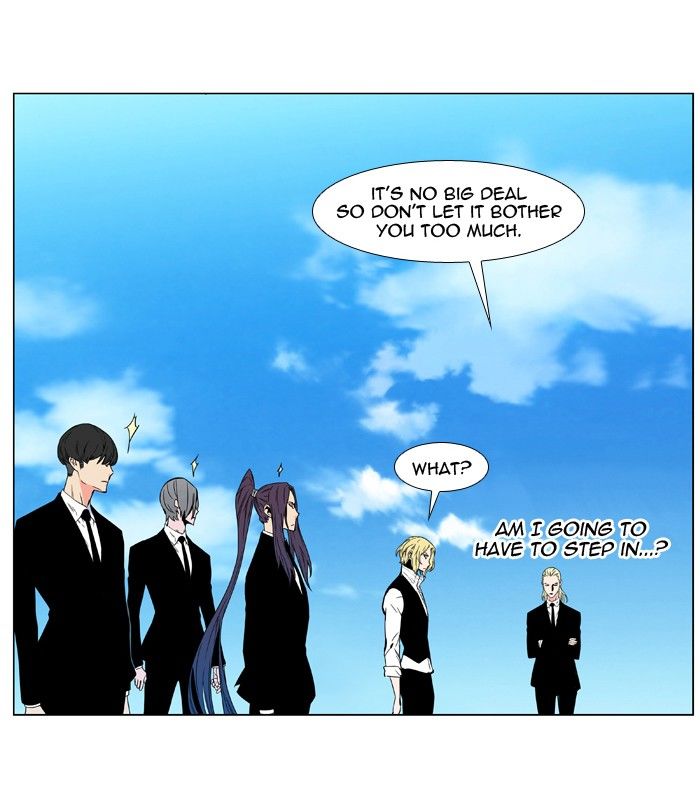 IT'S NO BIG DEAL
SO DON'T LET IT BOTHER
YOU TOO MUCH.
WHAT?
AM I GOING TO
HAVE TO STEP IN...?